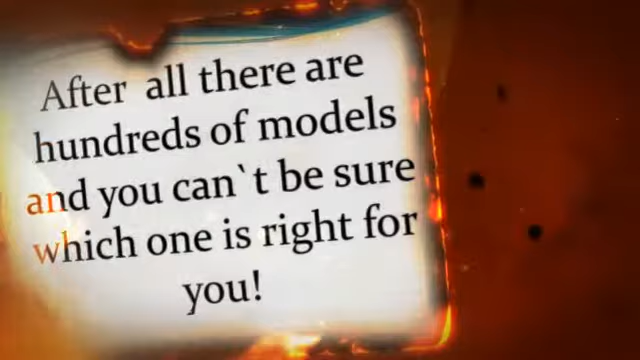 After all there are
hundreds of models
and you can`t be sure
which one is right for
you!